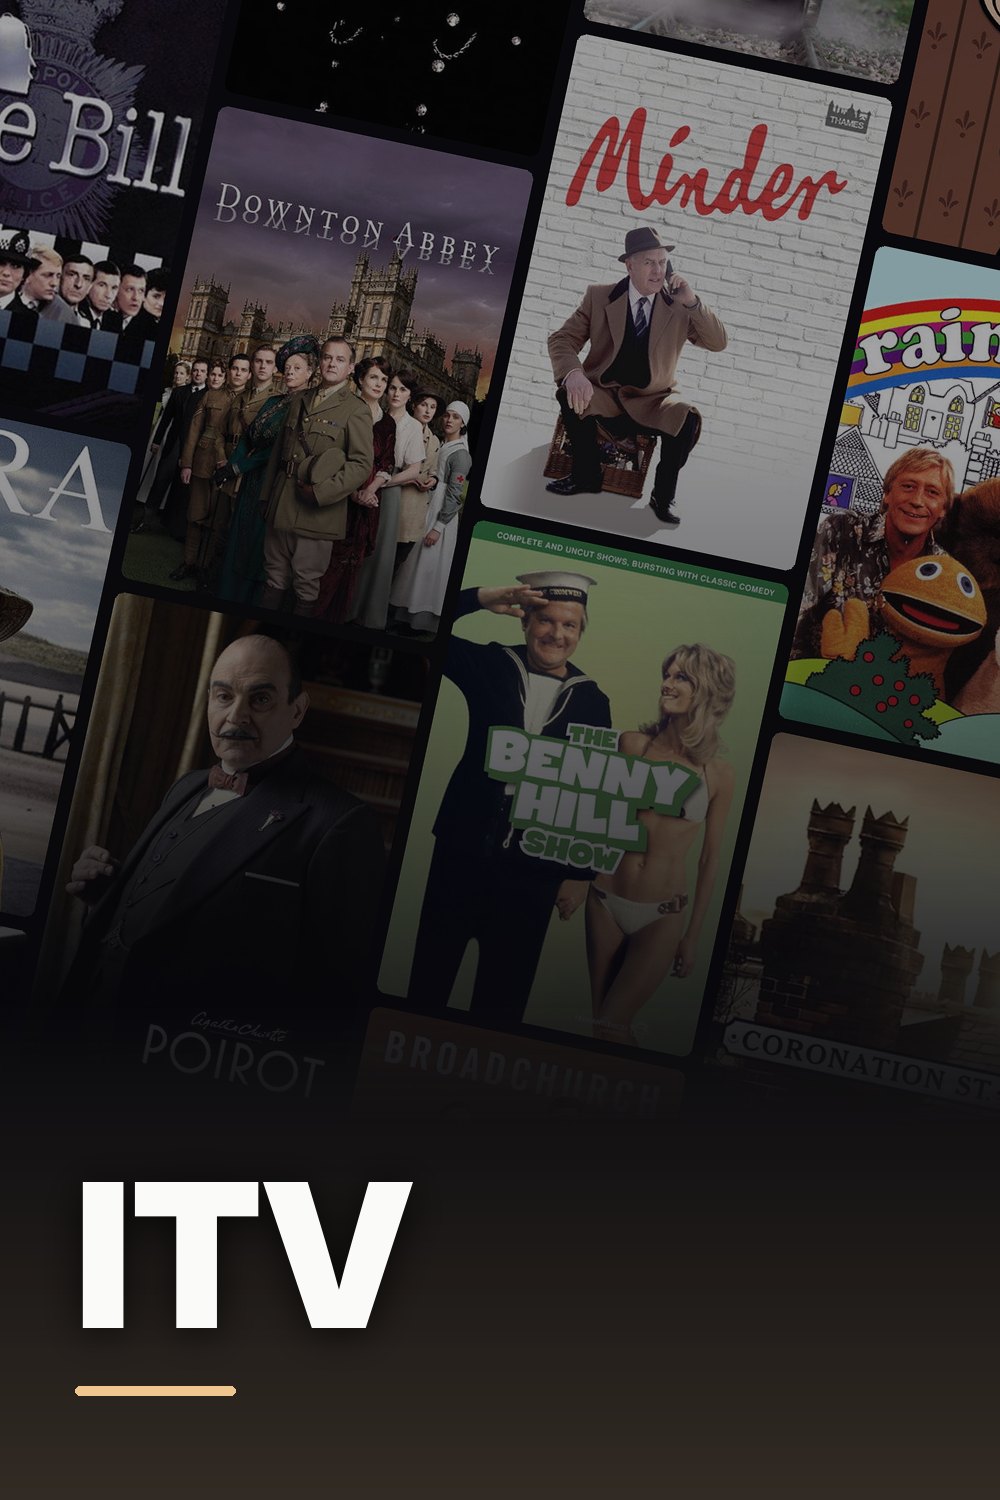 e Bill
POLICE
DOWNTON ABBEY
Minder
THAMES
rain
RA
COMPLETE AND UNCUT SHOWS, BURSTING WITH CLASSIC COMEDY
THE
BENNY
HILL
SHOW
Agatha Christie
POIROT
BROADCHURCH
CORONATION ST.
ITV